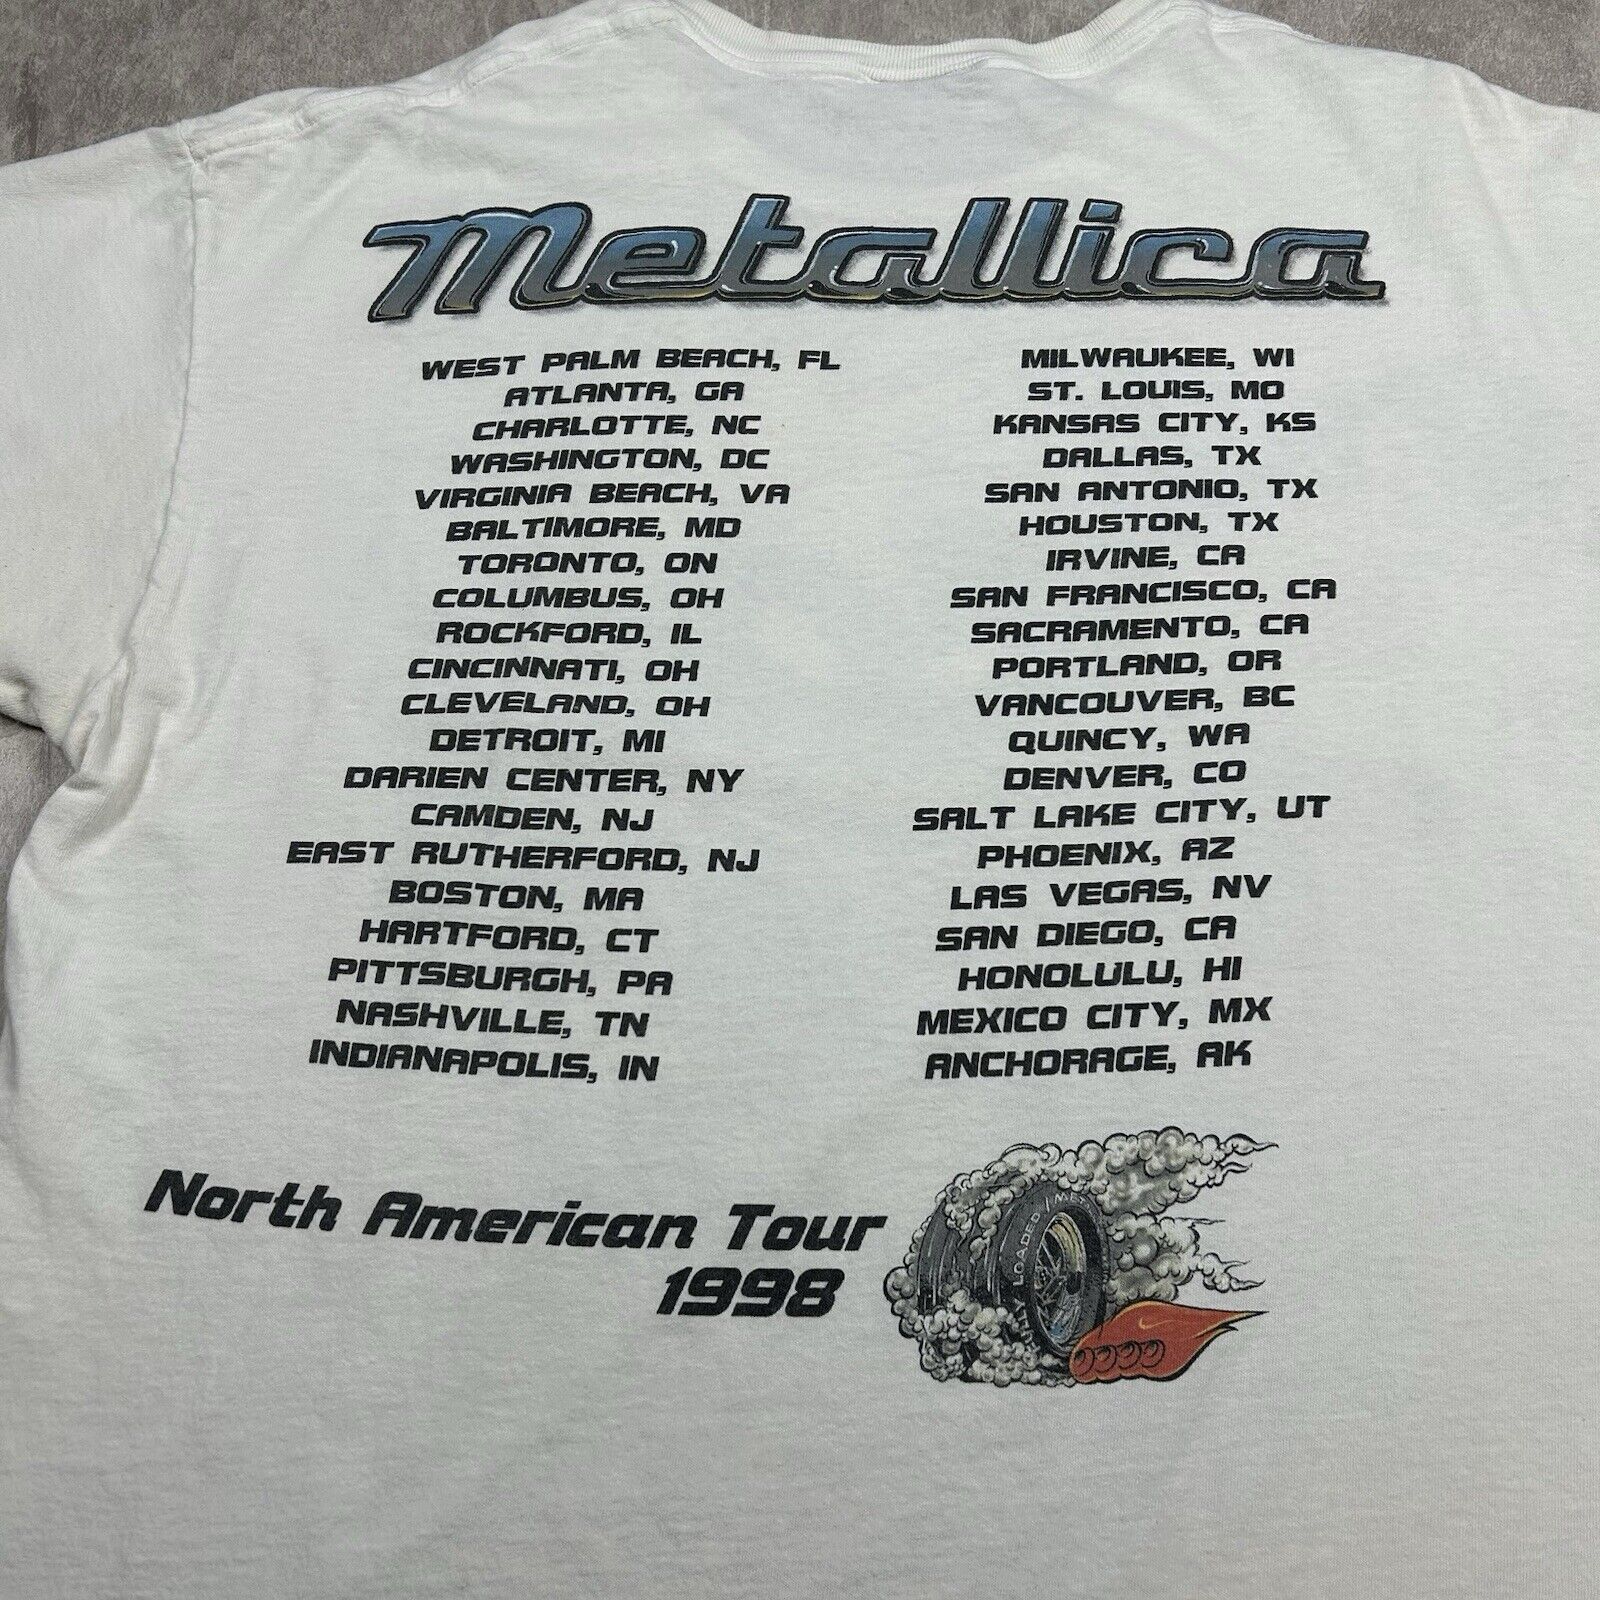 Metallica
WEST PALM BEACH, FL
ATLANTA, GA
CHARLOTTE, NC
WASHINGTON, DC
VIRGINIA BEACH, VA
BALTIMORE, MD
TORONTO, ON
COLUMBUS, OH
ROCKFORD, IL
CINCINNATI, OH
CLEVELAND, OH
DETROIT, MI
DARIEN CENTER, NY
CAMDEN, NJ
EAST RUTHERFORD, NJ
BOSTON, MA
HARTFORD, CT
PITTSBURGH, PA
NASHVILLE, TN
INDIANAPOLIS, IN
MILWAUKEE, WI
ST. LOUIS, MO
KANSAS CITY, KS
DALLAS, TX
SAN ANTONIO, TX
HOUSTON, TX
IRVINE, CA
SAN FRANCISCO, CA
SACRAMENTO, CA
PORTLAND, OR
VANCOUVER, BC
QUINCY, WA
DENVER, CO
SALT LAKE CITY, UT
PHOENIX, AZ
LAS VEGAS, NV
SAN DIEGO, CA
HONOLULU, HI
MEXICO CITY, MX
ANCHORAGE, AK
North American Tour
1998
LOADED